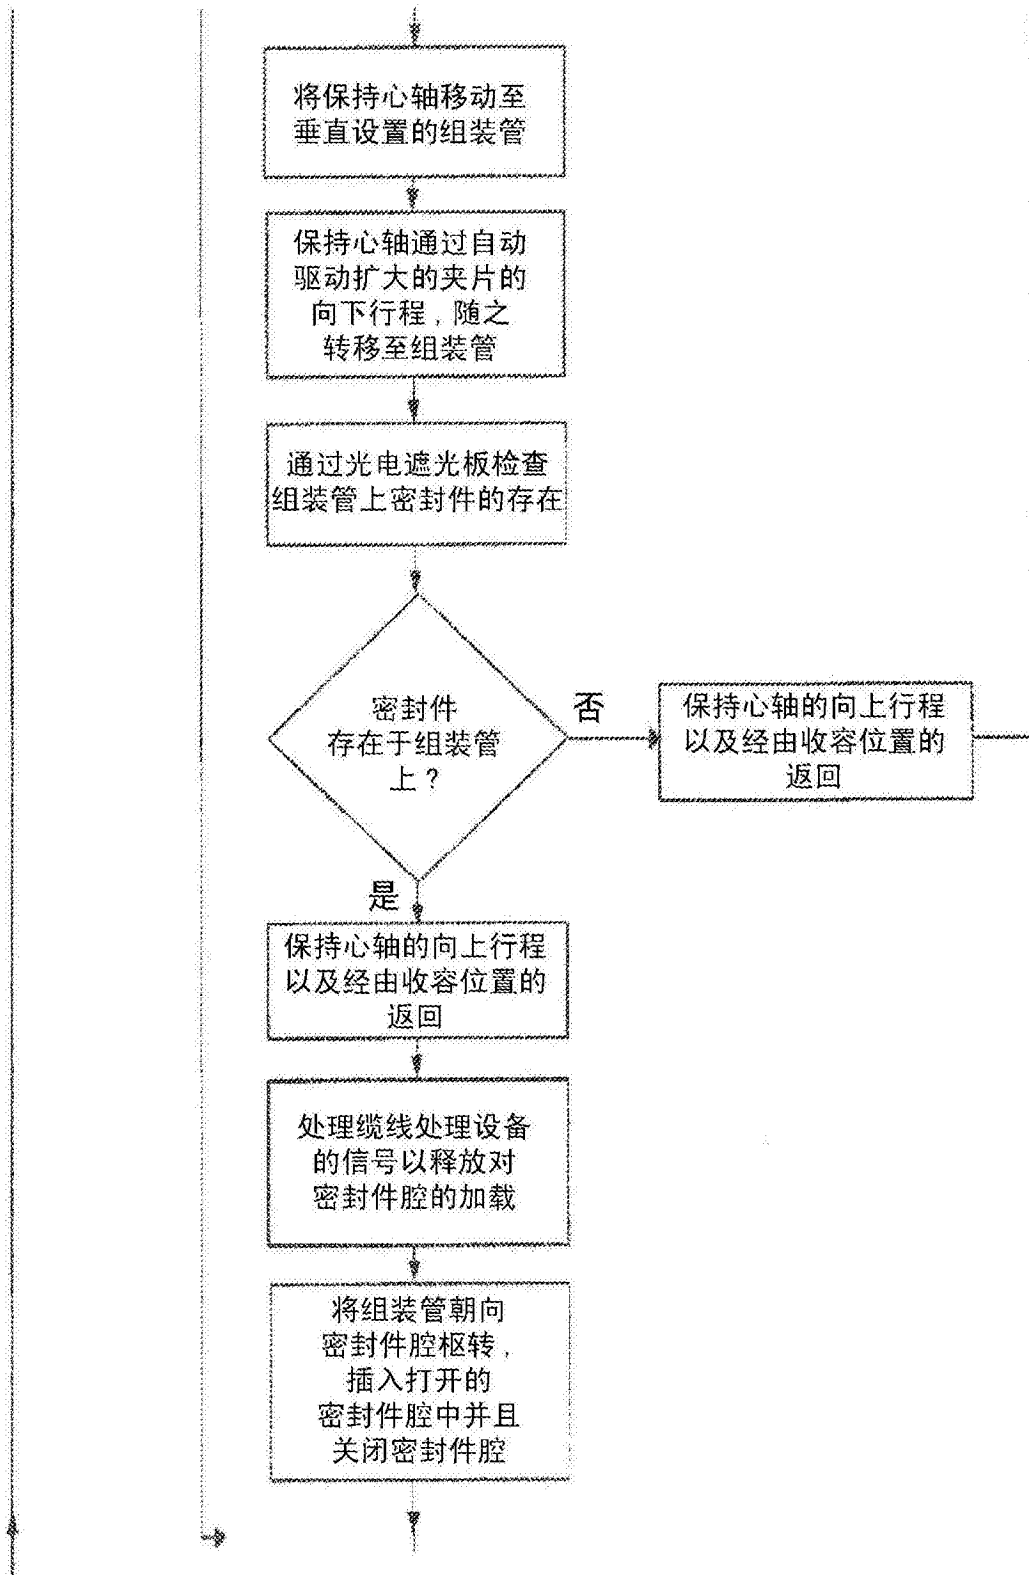 将保持心轴移动至
垂直设置的组装管
保持心轴通过自动
驱动扩大的夹片的
向下行程，随之
转移至组装管
通过光电遮光板检查
组装管上密封件的存在
密封件
存在于组装管
上？
否
保持心轴的向上行程
以及经由收容位置的
返回
是
保持心轴的向上行程
以及经由收容位置的
返回
处理缆线处理设备
的信号以释放对
密封件腔的加载
将组装管朝向
密封件腔枢转，
插入打开的
密封件腔中并且
关闭密封件腔